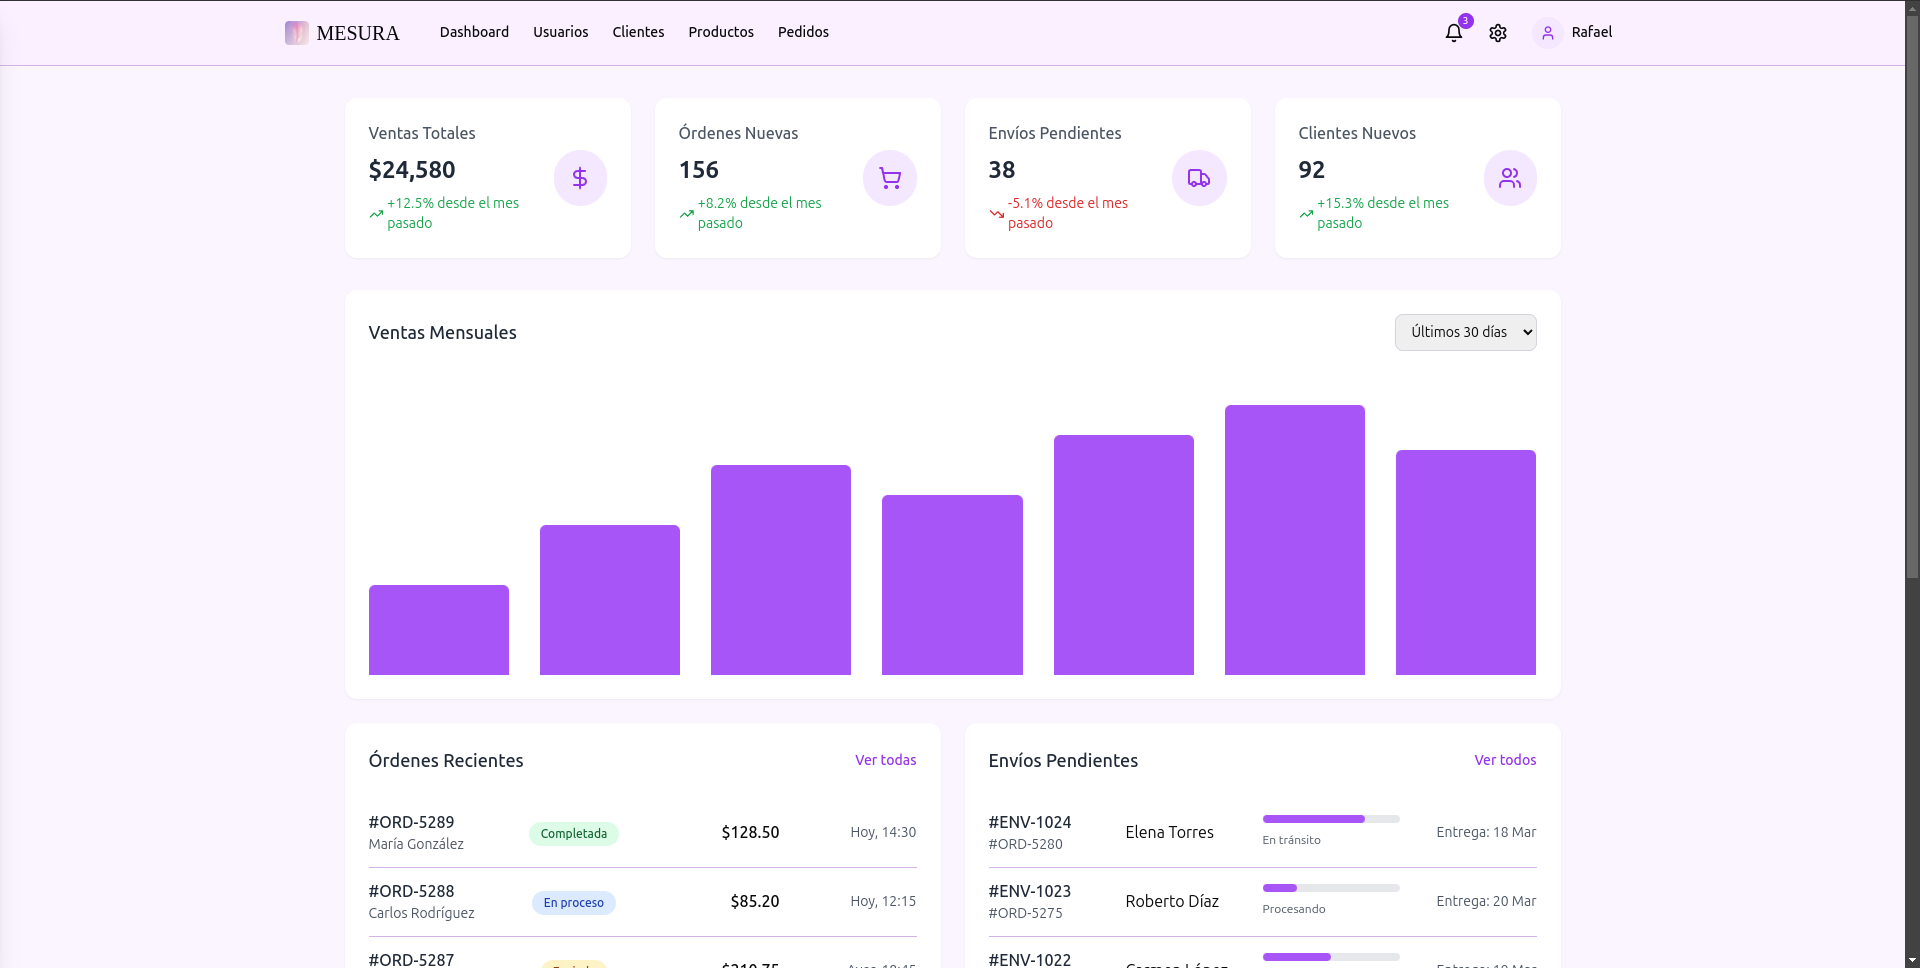 MESURA
Dashboard Usuarios Clientes Productos Pedidos
3
Rafael
Ventas Totales
$24,580
+12.5% desde el mes
pasado
Órdenes Nuevas
156
+8.2% desde el mes
pasado
Envíos Pendientes
38
-5.1% desde el mes
pasado
Clientes Nuevos
92
+15.3% desde el mes
pasado
Ventas Mensuales
Últimos 30 días
Órdenes Recientes
Ver todas
#ORD-5289
María González
Completada
$128.50
Hoy, 14:30
#ORD-5288
Carlos Rodríguez
En proceso
$85.20
Hoy, 12:15
#ORD-5287
Envíos Pendientes
Ver todos
#ENV-1024
#ORD-5280
Elena Torres
En tránsito
Entrega: 18 Mar
#ENV-1023
#ORD-5275
Roberto Díaz
Procesando
Entrega: 20 Mar
#ENV-1022